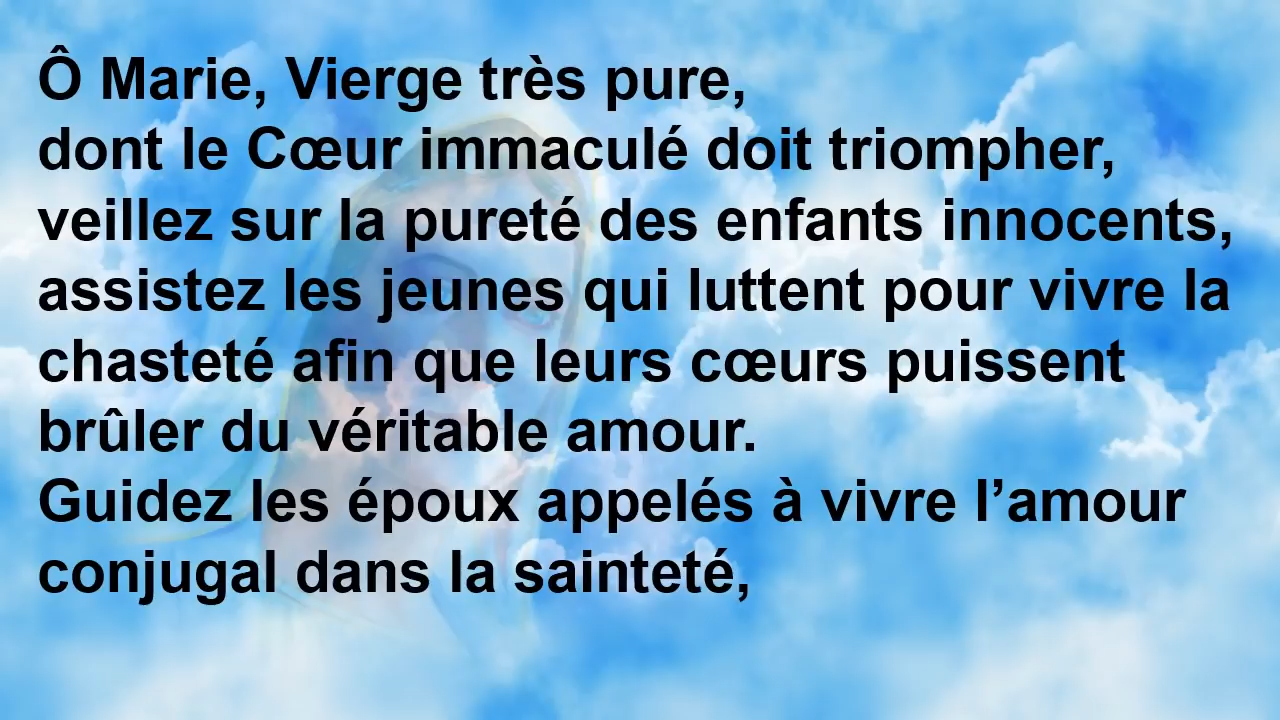 Ô Marie, Vierge très pure,
dont le Cœur immaculé doit triompher,
veillez sur la pureté des enfants innocents,
assistez les jeunes qui luttent pour vivre la
chasteté afin que leurs cœurs puissent
brûler du véritable amour.
Guidez les époux appelés à vivre l’amour
conjugal dans la sainteté,